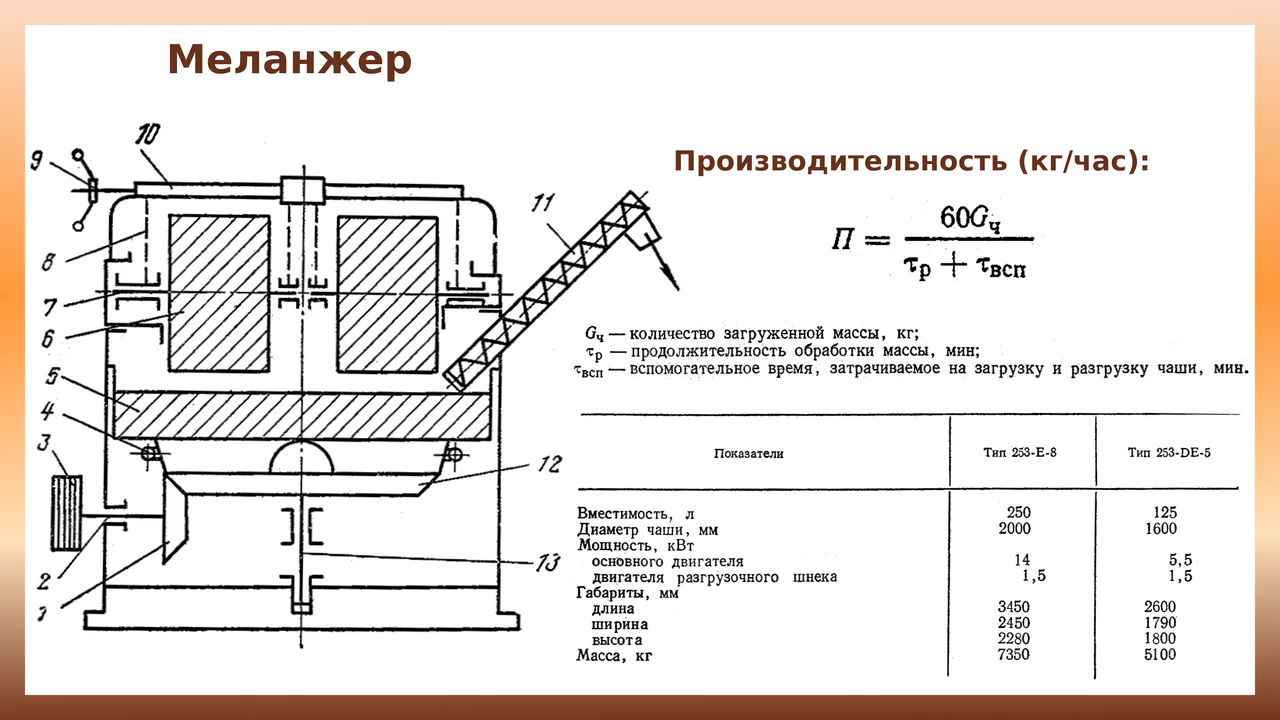 Меланжер
10
9
8
7
6
5
4
3
2
1
11
12
13
Производительность (кг/час):
П = 60Gч / τр + τвсп
Gч — количество загруженной массы, кг;
τр — продолжительность обработки массы, мин;
τвсп — вспомогательное время, затрачиваемое на загрузку и разгрузку чаши, мин.
Показатели Тип 253-Е-8 Тип 253-DE-5
Вместимость, л 250 125
Диаметр чаши, мм 2000 1600
Мощность, кВт
основного двигателя 14 5,5
двигателя разгрузочного шнека 1,5 1,5
Габариты, мм
длина 3450 2600
ширина 2450 1790
высота 2280 1800
Масса, кг 7350 5100